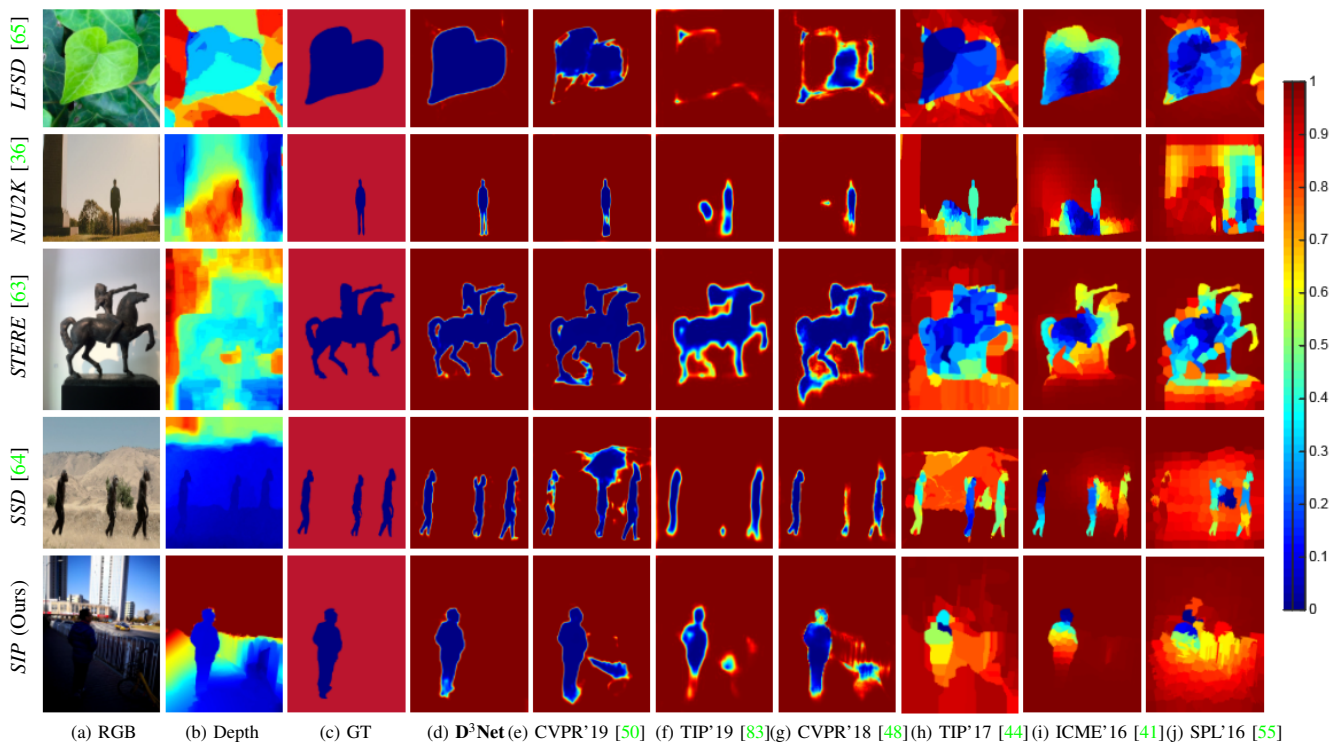 LFSD [65]
NJU2K [36]
STERE [63]
SSD [64]
SIP (Ours)
1
0.9
0.8
0.7
0.6
0.5
0.4
0.3
0.2
0.1
0
(a) RGB (b) Depth (c) GT (d) D³Net (e) CVPR'19 [50] (f) TIP'19 [83] (g) CVPR'18 [48] (h) TIP'17 [44] (i) ICME'16 [41] (j) SPL'16 [55]